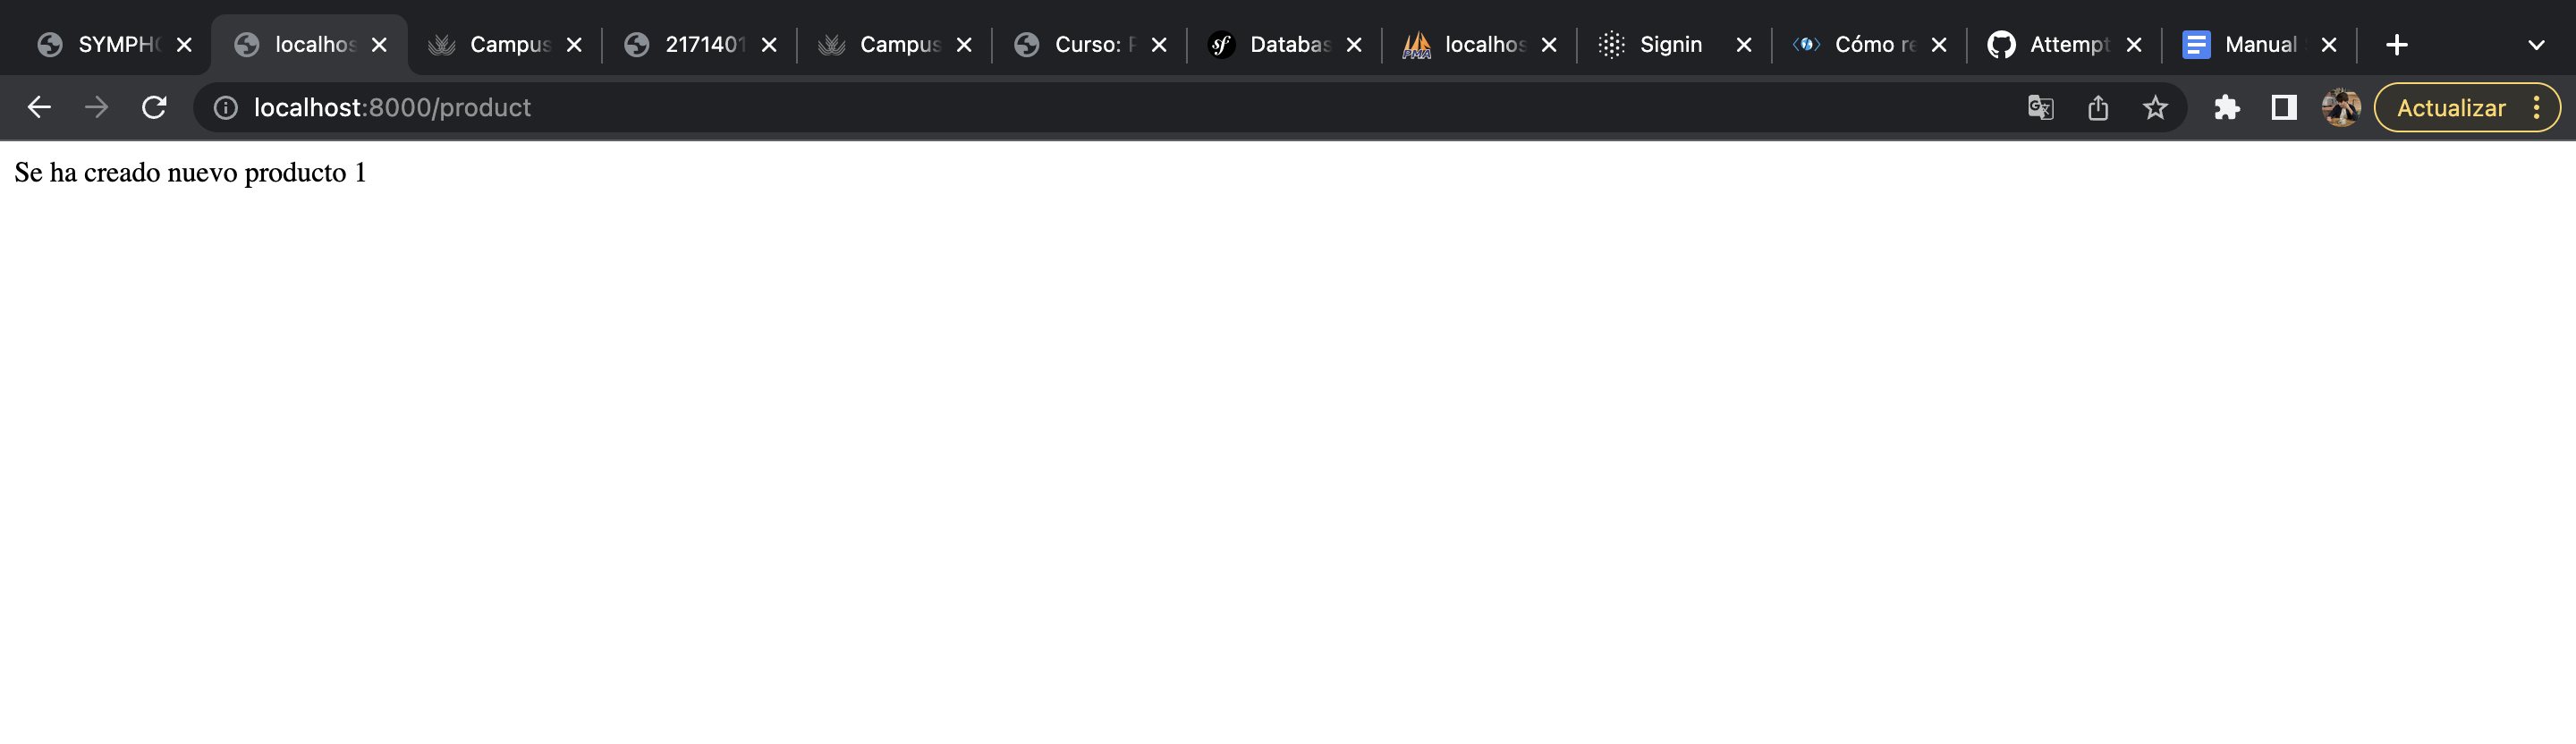 SYMPH
localhos
Campus
2171401
Campus
Curso:
Databas
localhos
Signin
Cómo re
Attempt
Manual
localhost:8000/product
Actualizar
Se ha creado nuevo producto 1